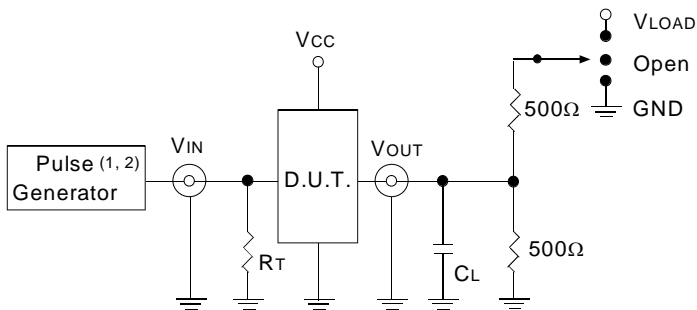 VLOAD
VCC
Open
500Ω
GND
VIN
VOUT
Pulse (1, 2)
Generator
D.U.T.
RT
CL
500Ω